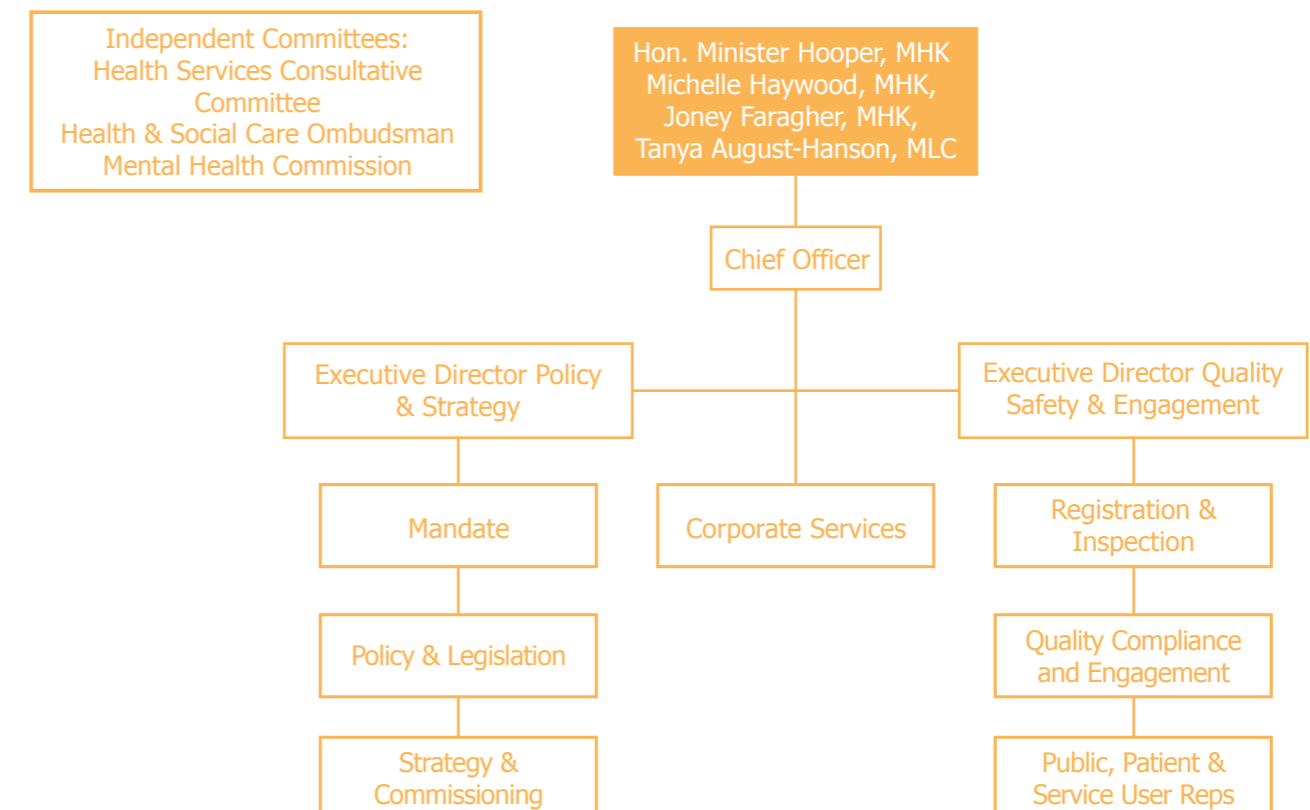 Independent Committees:
Health Services Consultative
Committee
Health & Social Care Ombudsman
Mental Health Commission
Hon. Minister Hooper, MHK
Michelle Haywood, MHK,
Joney Faragher, MHK,
Tanya August-Hanson, MLC
Chief Officer
Executive Director Policy
& Strategy
Executive Director Quality
Safety & Engagement
Mandate
Corporate Services
Registration &
Inspection
Policy & Legislation
Quality Compliance
and Engagement
Strategy &
Commissioning
Public, Patient &
Service User Reps